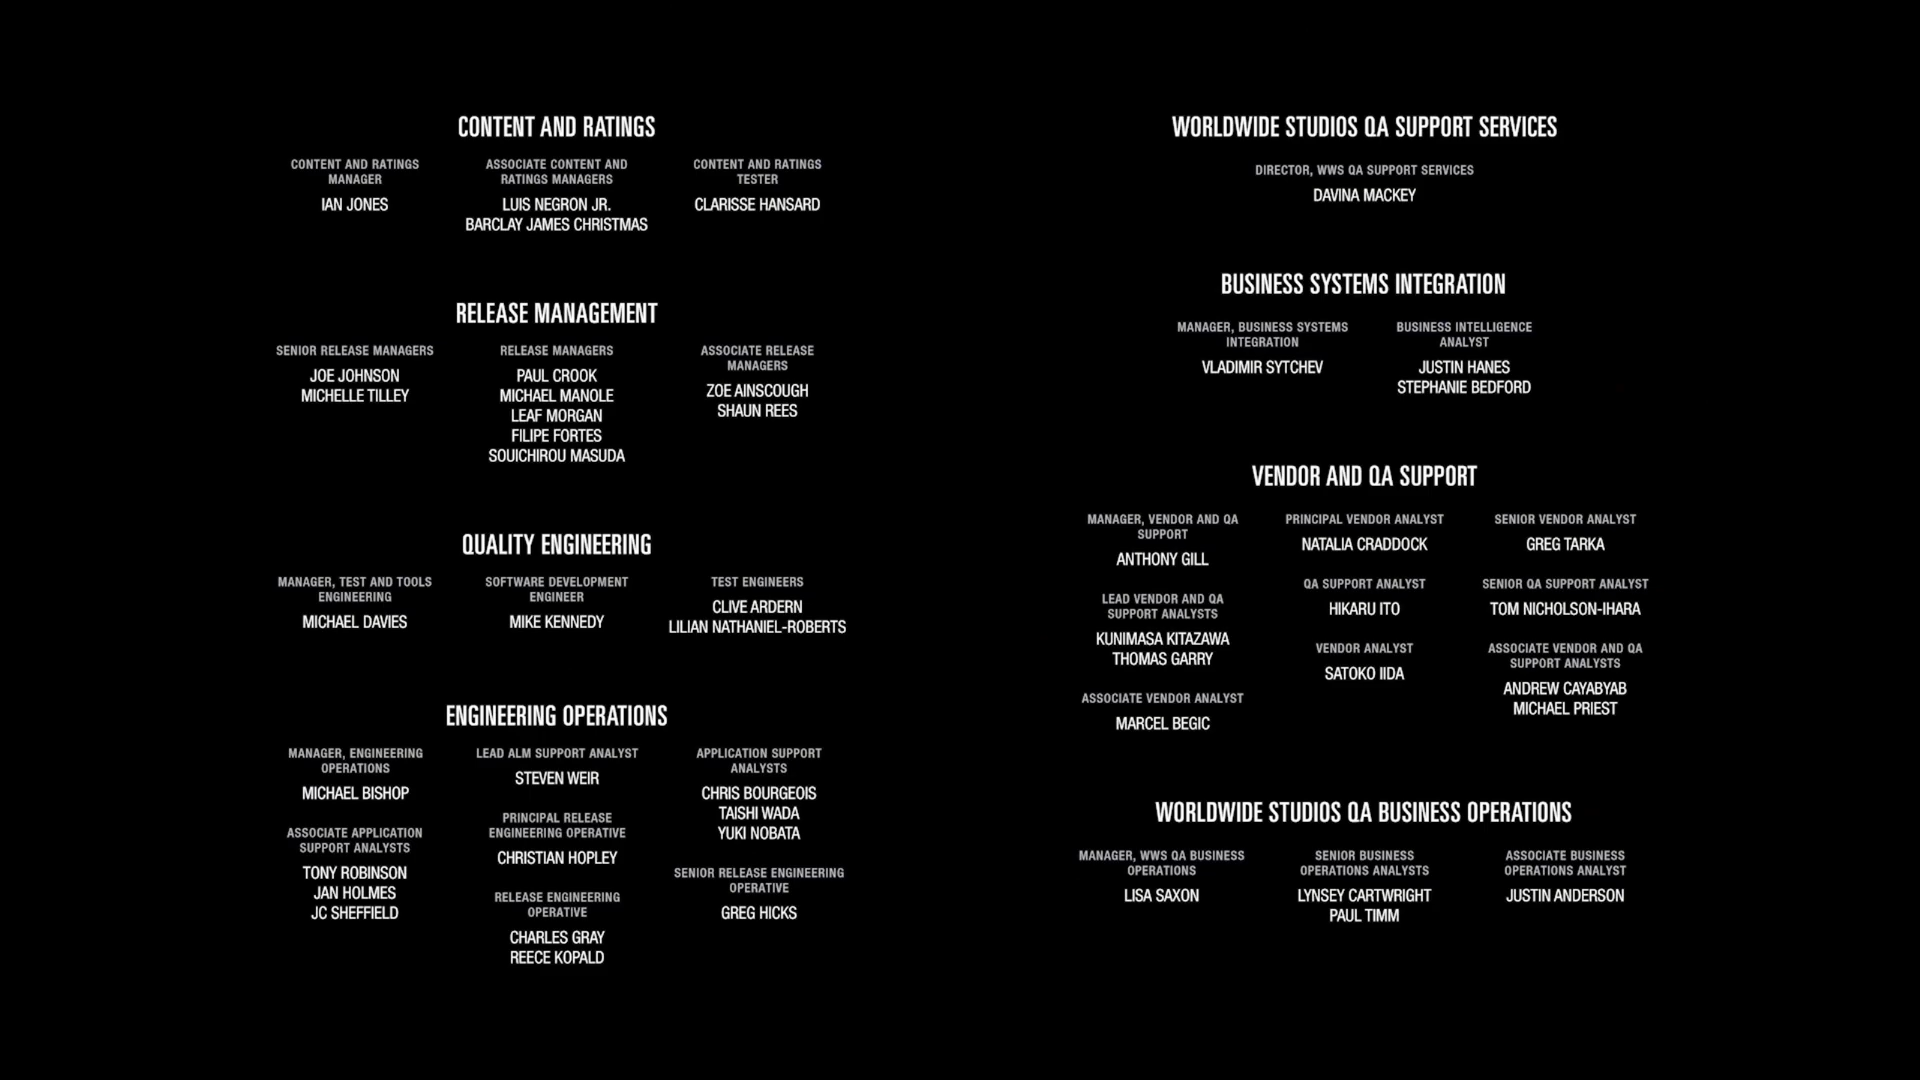 CONTENT AND RATINGS
CONTENT AND RATINGS
MANAGER
IAN JONES
ASSOCIATE CONTENT AND
RATINGS MANAGERS
LUIS NEGRON JR.
BARCLAY JAMES CHRISTMAS
CONTENT AND RATINGS
TESTER
CLARISSE HANSARD
RELEASE MANAGEMENT
SENIOR RELEASE MANAGERS
JOE JOHNSON
MICHELLE TILLEY
RELEASE MANAGERS
PAUL CROOK
MICHAEL MANOLE
LEAF MORGAN
FILIPE FORTES
SOUICHIROU MASUDA
ASSOCIATE RELEASE
MANAGERS
ZOE AINSCOUGH
SHAUN REES
QUALITY ENGINEERING
MANAGER, TEST AND TOOLS
ENGINEERING
MICHAEL DAVIES
SOFTWARE DEVELOPMENT
ENGINEER
MIKE KENNEDY
TEST ENGINEERS
CLIVE ARDERN
LILIAN NATHANIEL-ROBERTS
ENGINEERING OPERATIONS
MANAGER, ENGINEERING
OPERATIONS
MICHAEL BISHOP
ASSOCIATE APPLICATION
SUPPORT ANALYSTS
TONY ROBINSON
JAN HOLMES
JC SHEFFIELD
LEAD ALM SUPPORT ANALYST
STEVEN WEIR
PRINCIPAL RELEASE
ENGINEERING OPERATIVE
CHRISTIAN HOPLEY
RELEASE ENGINEERING
OPERATIVE
CHARLES GRAY
REECE KOPALD
APPLICATION SUPPORT
ANALYSTS
CHRIS BOURGEOIS
TAISHI WADA
YUKI NOBATA
SENIOR RELEASE ENGINEERING
OPERATIVE
GREG HICKS
WORLDWIDE STUDIOS QA SUPPORT SERVICES
DIRECTOR, WWS QA SUPPORT SERVICES
DAVINA MACKEY
BUSINESS SYSTEMS INTEGRATION
MANAGER, BUSINESS SYSTEMS
INTEGRATION
VLADIMIR SYTCHEV
BUSINESS INTELLIGENCE
ANALYST
JUSTIN HANES
STEPHANIE BEDFORD
VENDOR AND QA SUPPORT
MANAGER, VENDOR AND QA
SUPPORT
ANTHONY GILL
LEAD VENDOR AND QA
SUPPORT ANALYSTS
KUNIMASA KITAZAWA
THOMAS GARRY
ASSOCIATE VENDOR ANALYST
MARCEL BEGIC
PRINCIPAL VENDOR ANALYST
NATALIA CRADDOCK
QA SUPPORT ANALYST
HIKARU ITO
VENDOR ANALYST
SATOKO IIDA
SENIOR VENDOR ANALYST
GREG TARKA
SENIOR QA SUPPORT ANALYST
TOM NICHOLSON-IHARA
ASSOCIATE VENDOR AND QA
SUPPORT ANALYSTS
ANDREW CAYABYAB
MICHAEL PRIEST
WORLDWIDE STUDIOS QA BUSINESS OPERATIONS
MANAGER, WWS QA BUSINESS
OPERATIONS
LISA SAXON
SENIOR BUSINESS
OPERATIONS ANALYSTS
LYNSEY CARTWRIGHT
PAUL TIMM
ASSOCIATE BUSINESS
OPERATIONS ANALYST
JUSTIN ANDERSON